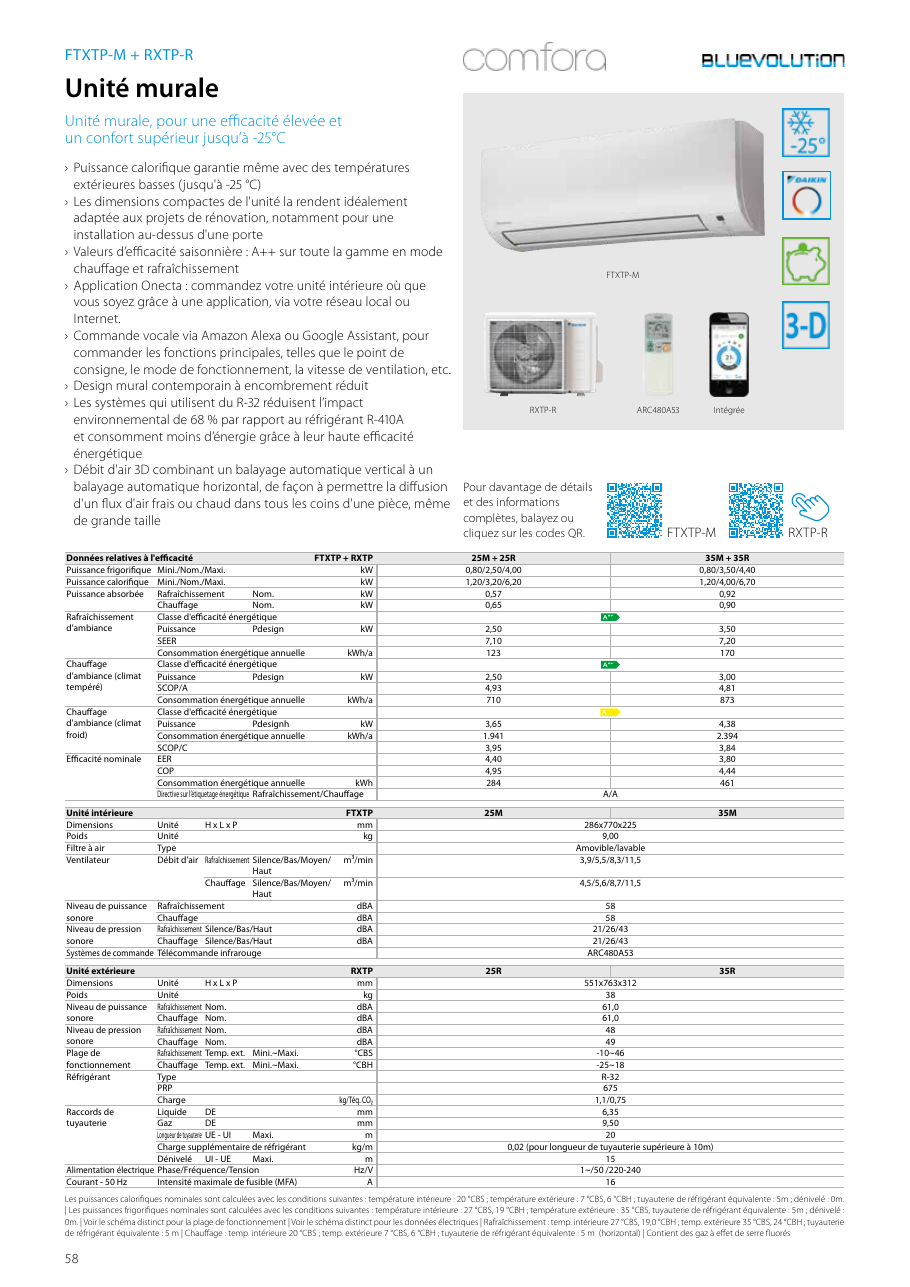 FTXTP-M + RXTP-R
comfora
BLUEVOLUTION
Unité murale
Unité murale, pour une efficacité élevée et
un confort supérieur jusqu’à -25°C
› Puissance calorifique garantie même avec des températures
extérieures basses (jusqu'à -25 °C)
› Les dimensions compactes de l'unité la rendent idéalement
adaptée aux projets de rénovation, notamment pour une
installation au-dessus d'une porte
› Valeurs d’efficacité saisonnière : A++ sur toute la gamme en mode
chauffage et rafraîchissement
› Application Onecta : commandez votre unité intérieure où que
vous soyez grâce à une application, via votre réseau local ou
Internet.
› Commande vocale via Amazon Alexa ou Google Assistant, pour
commander les fonctions principales, telles que le point de
consigne, le mode de fonctionnement, la vitesse de ventilation, etc.
› Design mural contemporain à encombrement réduit
› Les systèmes qui utilisent du R-32 réduisent l’impact
environnemental de 68 % par rapport au réfrigérant R-410A
et consomment moins d’énergie grâce à leur haute efficacité
énergétique
› Débit d'air 3D combinant un balayage automatique vertical à un
balayage automatique horizontal, de façon à permettre la diffusion
d'un flux d'air frais ou chaud dans tous les coins d'une pièce, même
de grande taille
-25°
DAIKIN
3-D
FTXTP-M
RXTP-R
ARC480A53
Intégrée
Pour davantage de détails
et des informations
complètes, balayez ou
cliquez sur les codes QR.
FTXTP-M
RXTP-R
Données relatives à l'efficacité FTXTP + RXTP 25M + 25R 35M + 35R
Puissance frigorifique Mini./Nom./Maxi. kW 0,80/2,50/4,00 0,80/3,50/4,40
Puissance calorifique Mini./Nom./Maxi. kW 1,20/3,20/6,20 1,20/4,00/6,70
Puissance absorbée Rafraîchissement Nom. kW 0,57 0,92
Chauffage Nom. kW 0,65 0,90
Rafraîchissement Classe d'efficacité énergétique A++
d'ambiance Puissance Pdesign kW 2,50 3,50
SEER 7,10 7,20
Consommation énergétique annuelle kWh/a 123 170
Chauffage Classe d'efficacité énergétique A++
d'ambiance (climat Puissance Pdesign kW 2,50 3,00
tempéré) SCOP/A 4,93 4,81
Consommation énergétique annuelle kWh/a 710 873
Chauffage Classe d'efficacité énergétique
d'ambiance (climat Puissance Pdesignh kW 3,65 4,38
froid) Consommation énergétique annuelle kWh/a 1.941 2.394
SCOP/C 3,95 3,84
Efficacité nominale EER 4,40 3,80
COP 4,95 4,44
Consommation énergétique annuelle kWh 284 461
Directive sur l'étiquetage énergétique Rafraîchissement/Chauffage A/A
Unité intérieure FTXTP 25M 35M
Dimensions Unité H x L x P mm 286x770x225
Poids Unité kg 9,00
Filtre à air Type Amovible/lavable
Ventilateur Débit d'air Rafraîchissement Silence/Bas/Moyen/ m³/min 3,9/5,5/8,3/11,5
Haut
Chauffage Silence/Bas/Moyen/ m³/min 4,5/5,6/8,7/11,5
Haut
Niveau de puissance Rafraîchissement dBA 58
sonore Chauffage dBA 58
Niveau de pression Rafraîchissement Silence/Bas/Haut dBA 21/26/43
sonore Chauffage Silence/Bas/Haut dBA 21/26/43
Systèmes de commande Télécommande infrarouge ARC480A53
Unité extérieure RXTP 25R 35R
Dimensions Unité H x L x P mm 551x763x312
Poids Unité kg 38
Niveau de puissance Rafraîchissement Nom. dBA 61,0
sonore Chauffage Nom. dBA 61,0
Niveau de pression Rafraîchissement Nom. dBA 48
sonore Chauffage Nom. dBA 49
Plage de Rafraîchissement Temp. ext. Mini.~Maxi. °CBS -10~46
fonctionnement Chauffage Temp. ext. Mini.~Maxi. °CBH -25~18
Réfrigérant Type R-32
PRP 675
Charge kg/Téq. CO₂ 1,1/0,75
Raccords de Liquide DE mm 6,35
tuyauterie Gaz DE mm 9,50
Longueur de tuyauterie UE - UI Maxi. m 20
Charge supplémentaire de réfrigérant kg/m 0,02 (pour longueur de tuyauterie supérieure à 10m)
Dénivelé UI - UE Maxi. m 15
Alimentation électrique Phase/Fréquence/Tension Hz/V 1~/50 /220-240
Courant - 50 Hz Intensité maximale de fusible (MFA) A 16
Les puissances calorifiques nominales sont calculées avec les conditions suivantes : température intérieure : 20 °CBS ; température extérieure : 7 °CBS, 6 °CBH ; tuyauterie de réfrigérant équivalente : 5m ; dénivelé : 0m.
| Les puissances frigorifiques nominales sont calculées avec les conditions suivantes : température intérieure : 27 °CBS, 19 °CBH ; température extérieure : 35 °CBS, tuyauterie de réfrigérant équivalente : 5m ; dénivelé :
0m. | Voir le schéma distinct pour la plage de fonctionnement | Voir le schéma distinct pour les données électriques | Rafraîchissement : temp. intérieure 27 °CBS, 19,0 °CBH ; temp. extérieure 35 °CBS, 24 °CBH ; tuyauterie
de réfrigérant équivalente : 5 m | Chauffage : temp. intérieure 20 °CBS ; temp. extérieure 7 °CBS, 6 °CBH ; tuyauterie de réfrigérant équivalente : 5 m (horizontal) | Contient des gaz à effet de serre fluorés
58